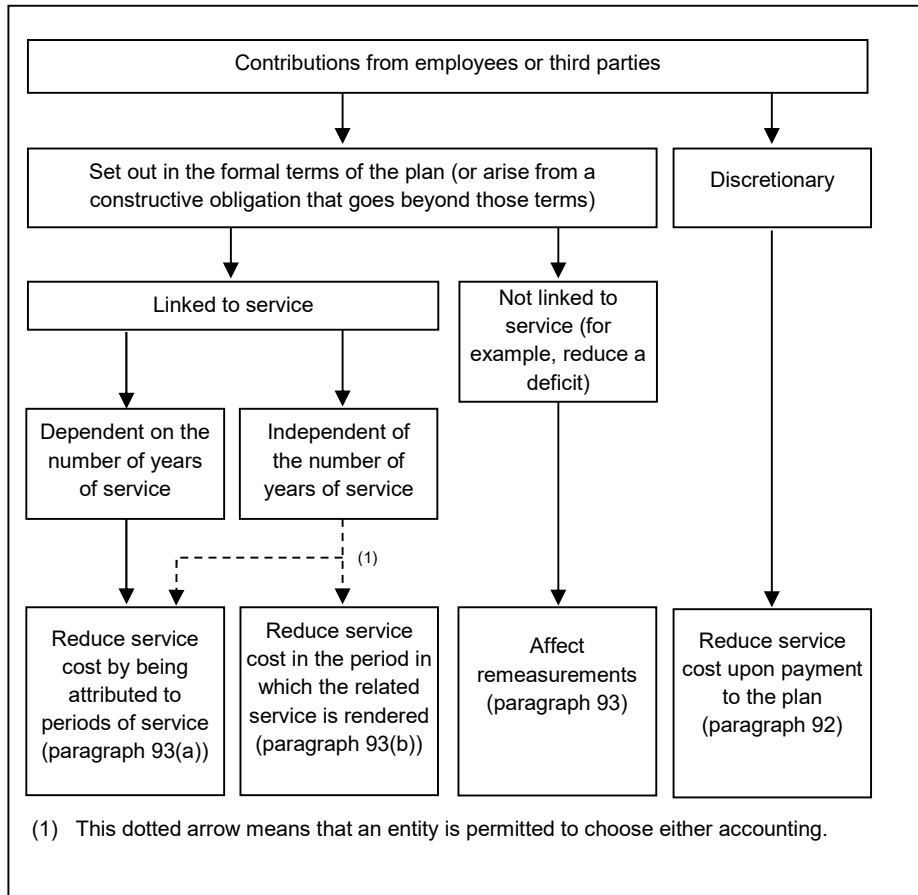 Contributions from employees or third parties
Set out in the formal terms of the plan (or arise from a
constructive obligation that goes beyond those terms)
Discretionary
Linked to service
Not linked to
service (for
example, reduce a
deficit)
Dependent on the
number of years
of service
Independent of
the number of
years of service
(1)
Reduce service
cost by being
attributed to
periods of service
(paragraph 93(a))
Reduce service
cost in the period in
which the related
service is rendered
(paragraph 93(b))
Affect
remeasurements
(paragraph 93)
Reduce service
cost upon payment
to the plan
(paragraph 92)
(1) This dotted arrow means that an entity is permitted to choose either accounting.